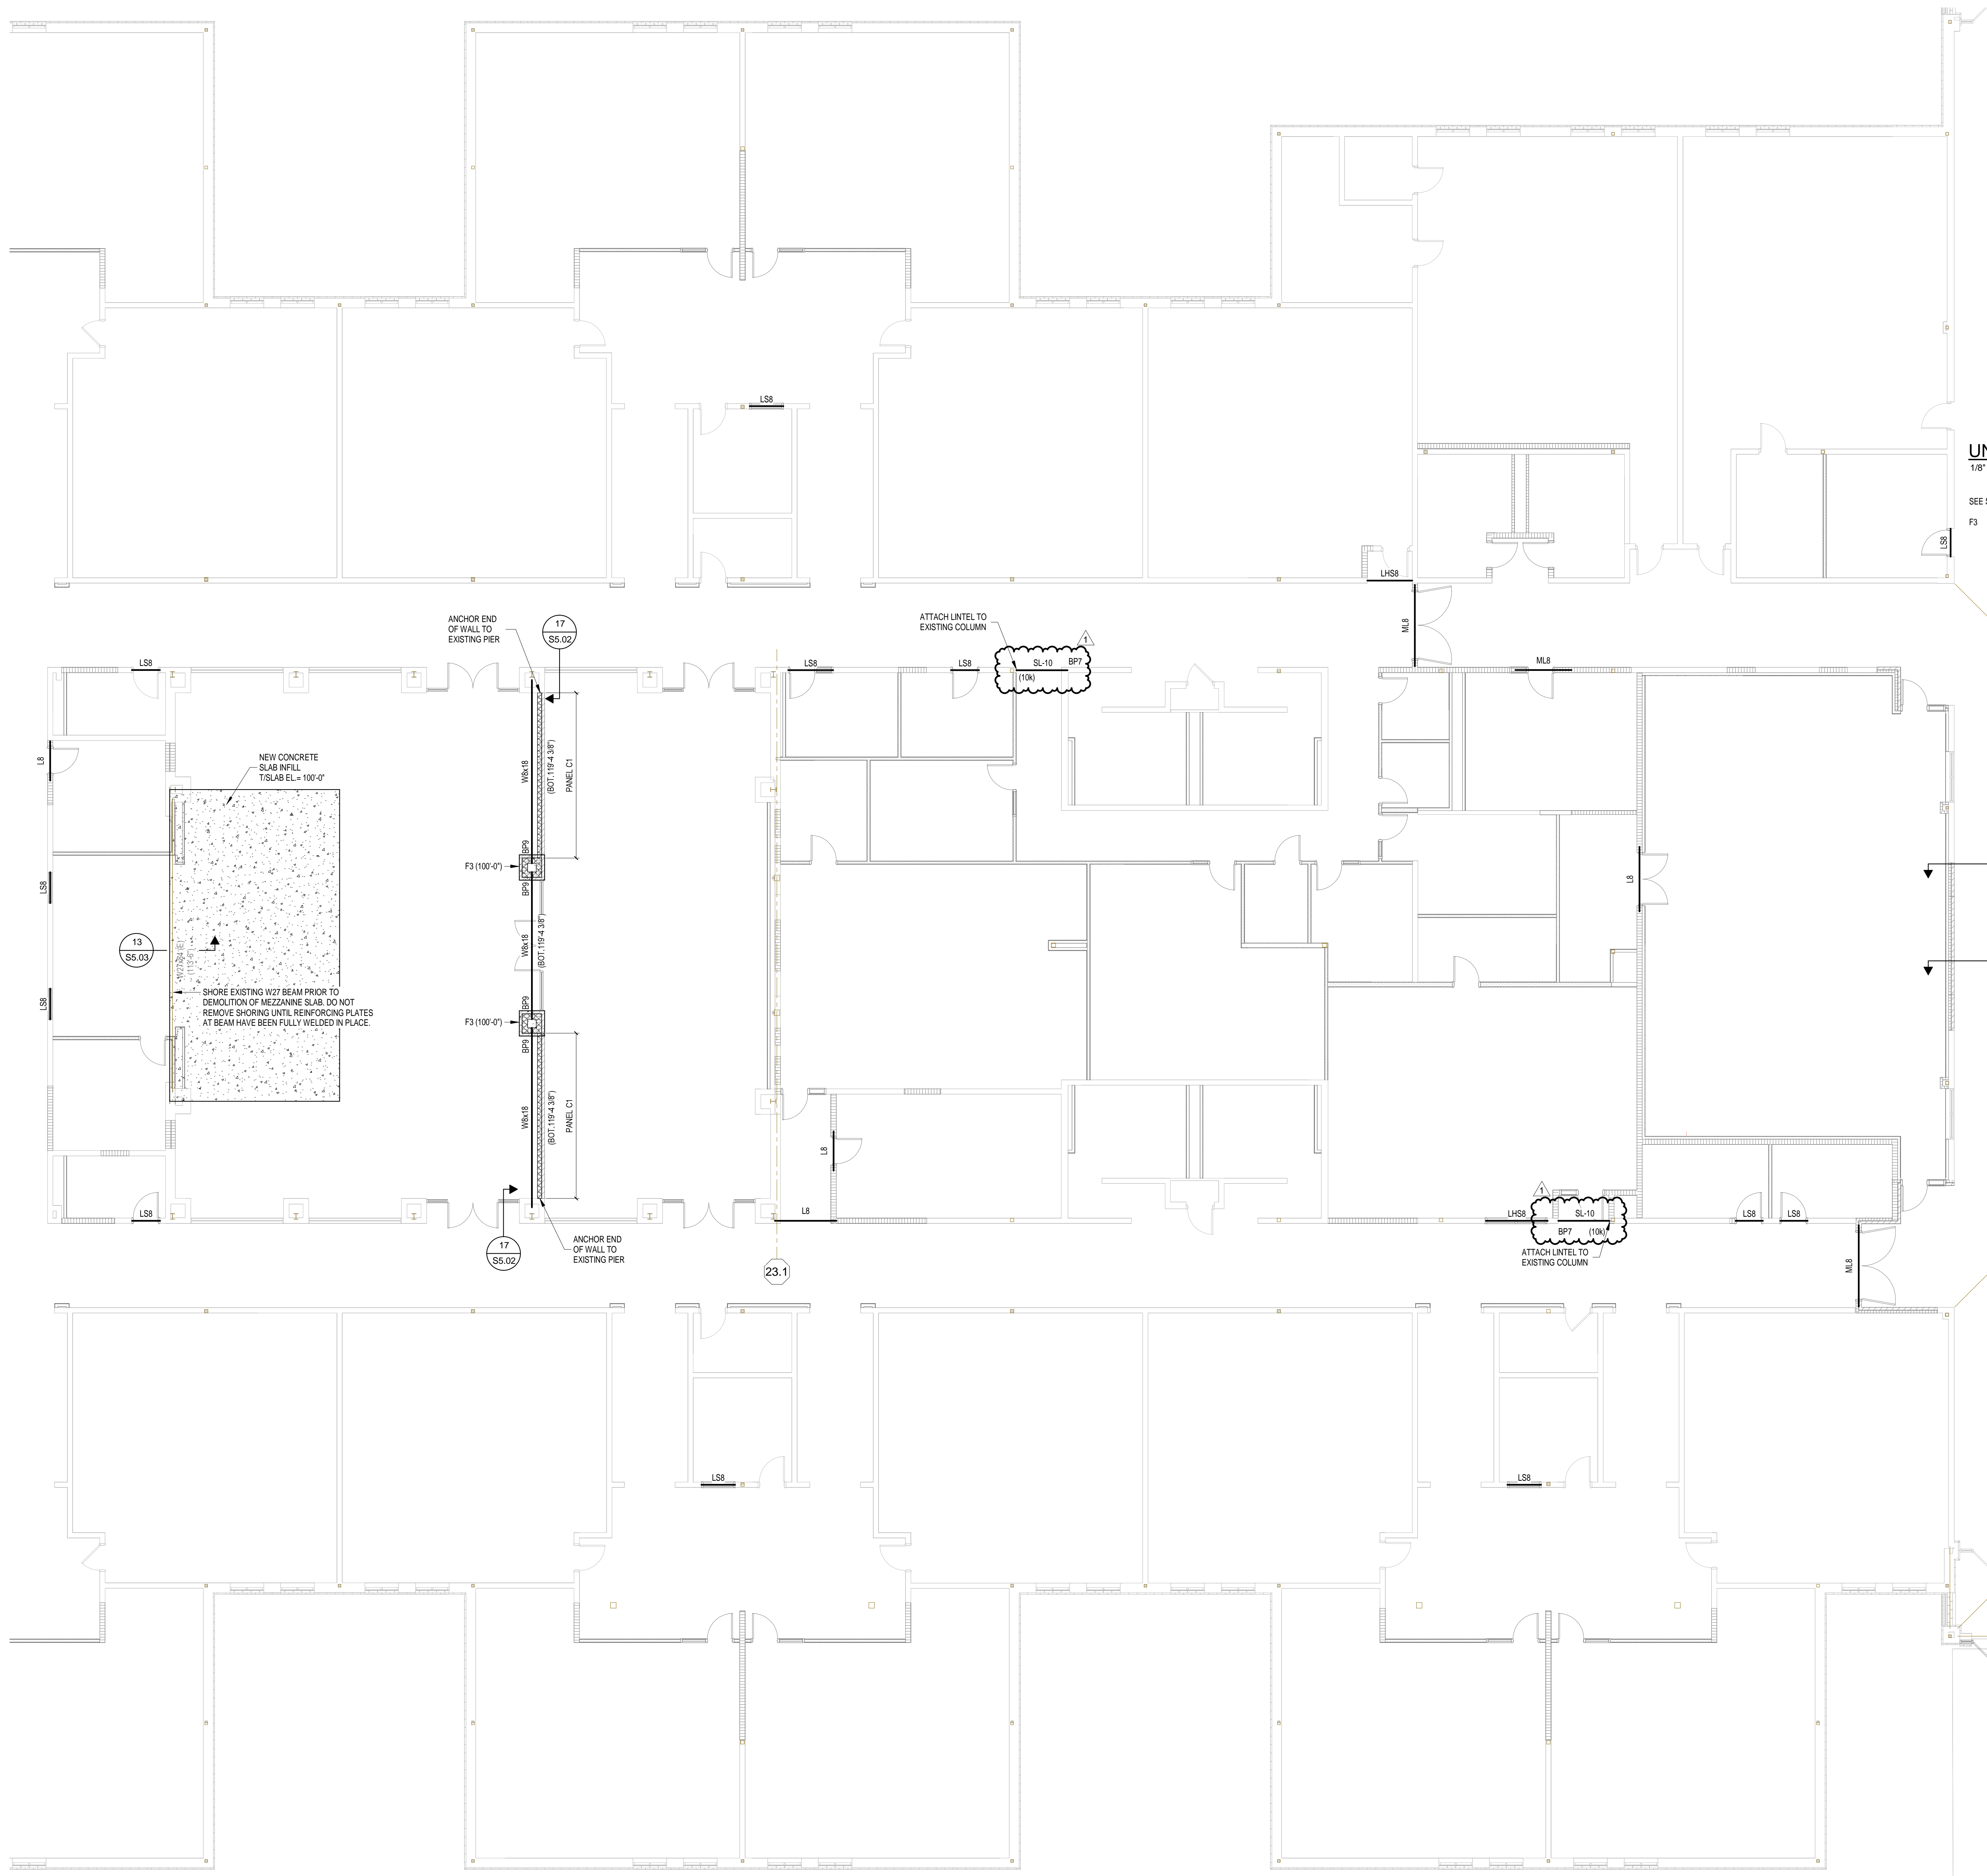 LS8
UN
1/8"
SEE S
F3
LS8
LHS8
ML8
ANCHOR END
OF WALL TO
EXISTING PIER
17
S5.02
ATTACH LINTEL TO
EXISTING COLUMN
1
SL-10
BP7
(10k)
LS8
LS8
LS8
ML8
L8
NEW CONCRETE
SLAB INFILL
T/SLAB EL.= 100'-0"
W8x18
(BOT.119'-4 3/8")
PANEL C1
BP9
F3 (100'-0")
BP9
LS8
L8
13
S5.03
W27X94 (E)
(113'-6")
W8x18
(BOT.119'-4 3/8")
LS8
SHORE EXISTING W27 BEAM PRIOR TO
DEMOLITION OF MEZZANINE SLAB. DO NOT
REMOVE SHORING UNTIL REINFORCING PLATES
AT BEAM HAVE BEEN FULLY WELDED IN PLACE.
BP9
F3 (100'-0")
BP9
W8x18
(BOT.119'-4 3/8")
PANEL C1
L8
LS8
L8
17
S5.02
ANCHOR END
OF WALL TO
EXISTING PIER
23.1
1
LHS8
SL-10
BP7
(10k)
ATTACH LINTEL TO
EXISTING COLUMN
LS8
LS8
ML8
LS8
LS8